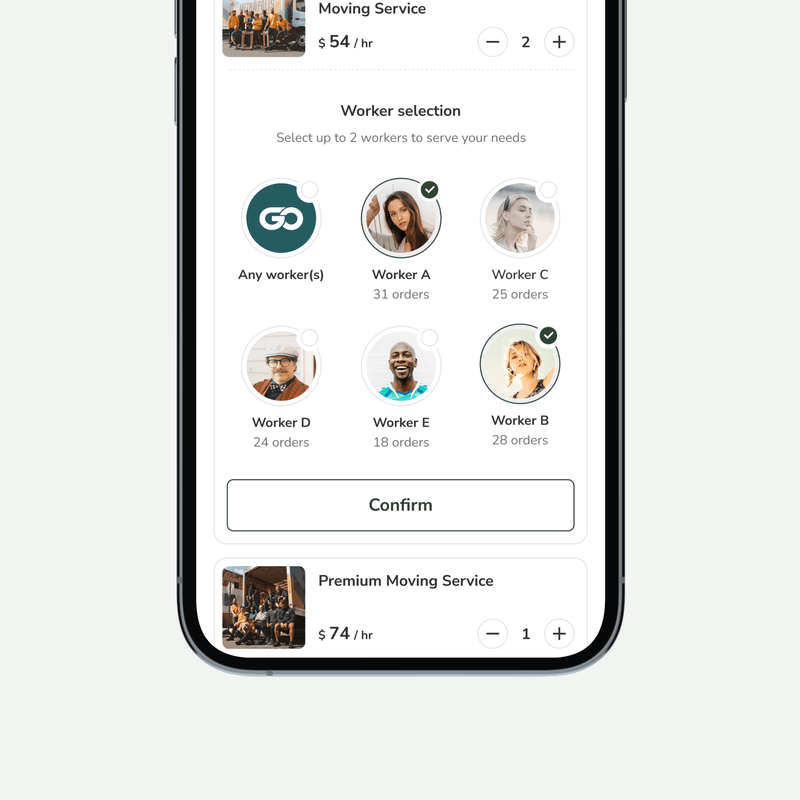 Moving Service
$ 54 / hr
2
Worker selection
Select up to 2 workers to serve your needs
GO
Any worker(s)
Worker A
31 orders
Worker C
25 orders
Worker D
24 orders
Worker E
18 orders
Worker B
28 orders
Confirm
Premium Moving Service
$ 74 / hr
1